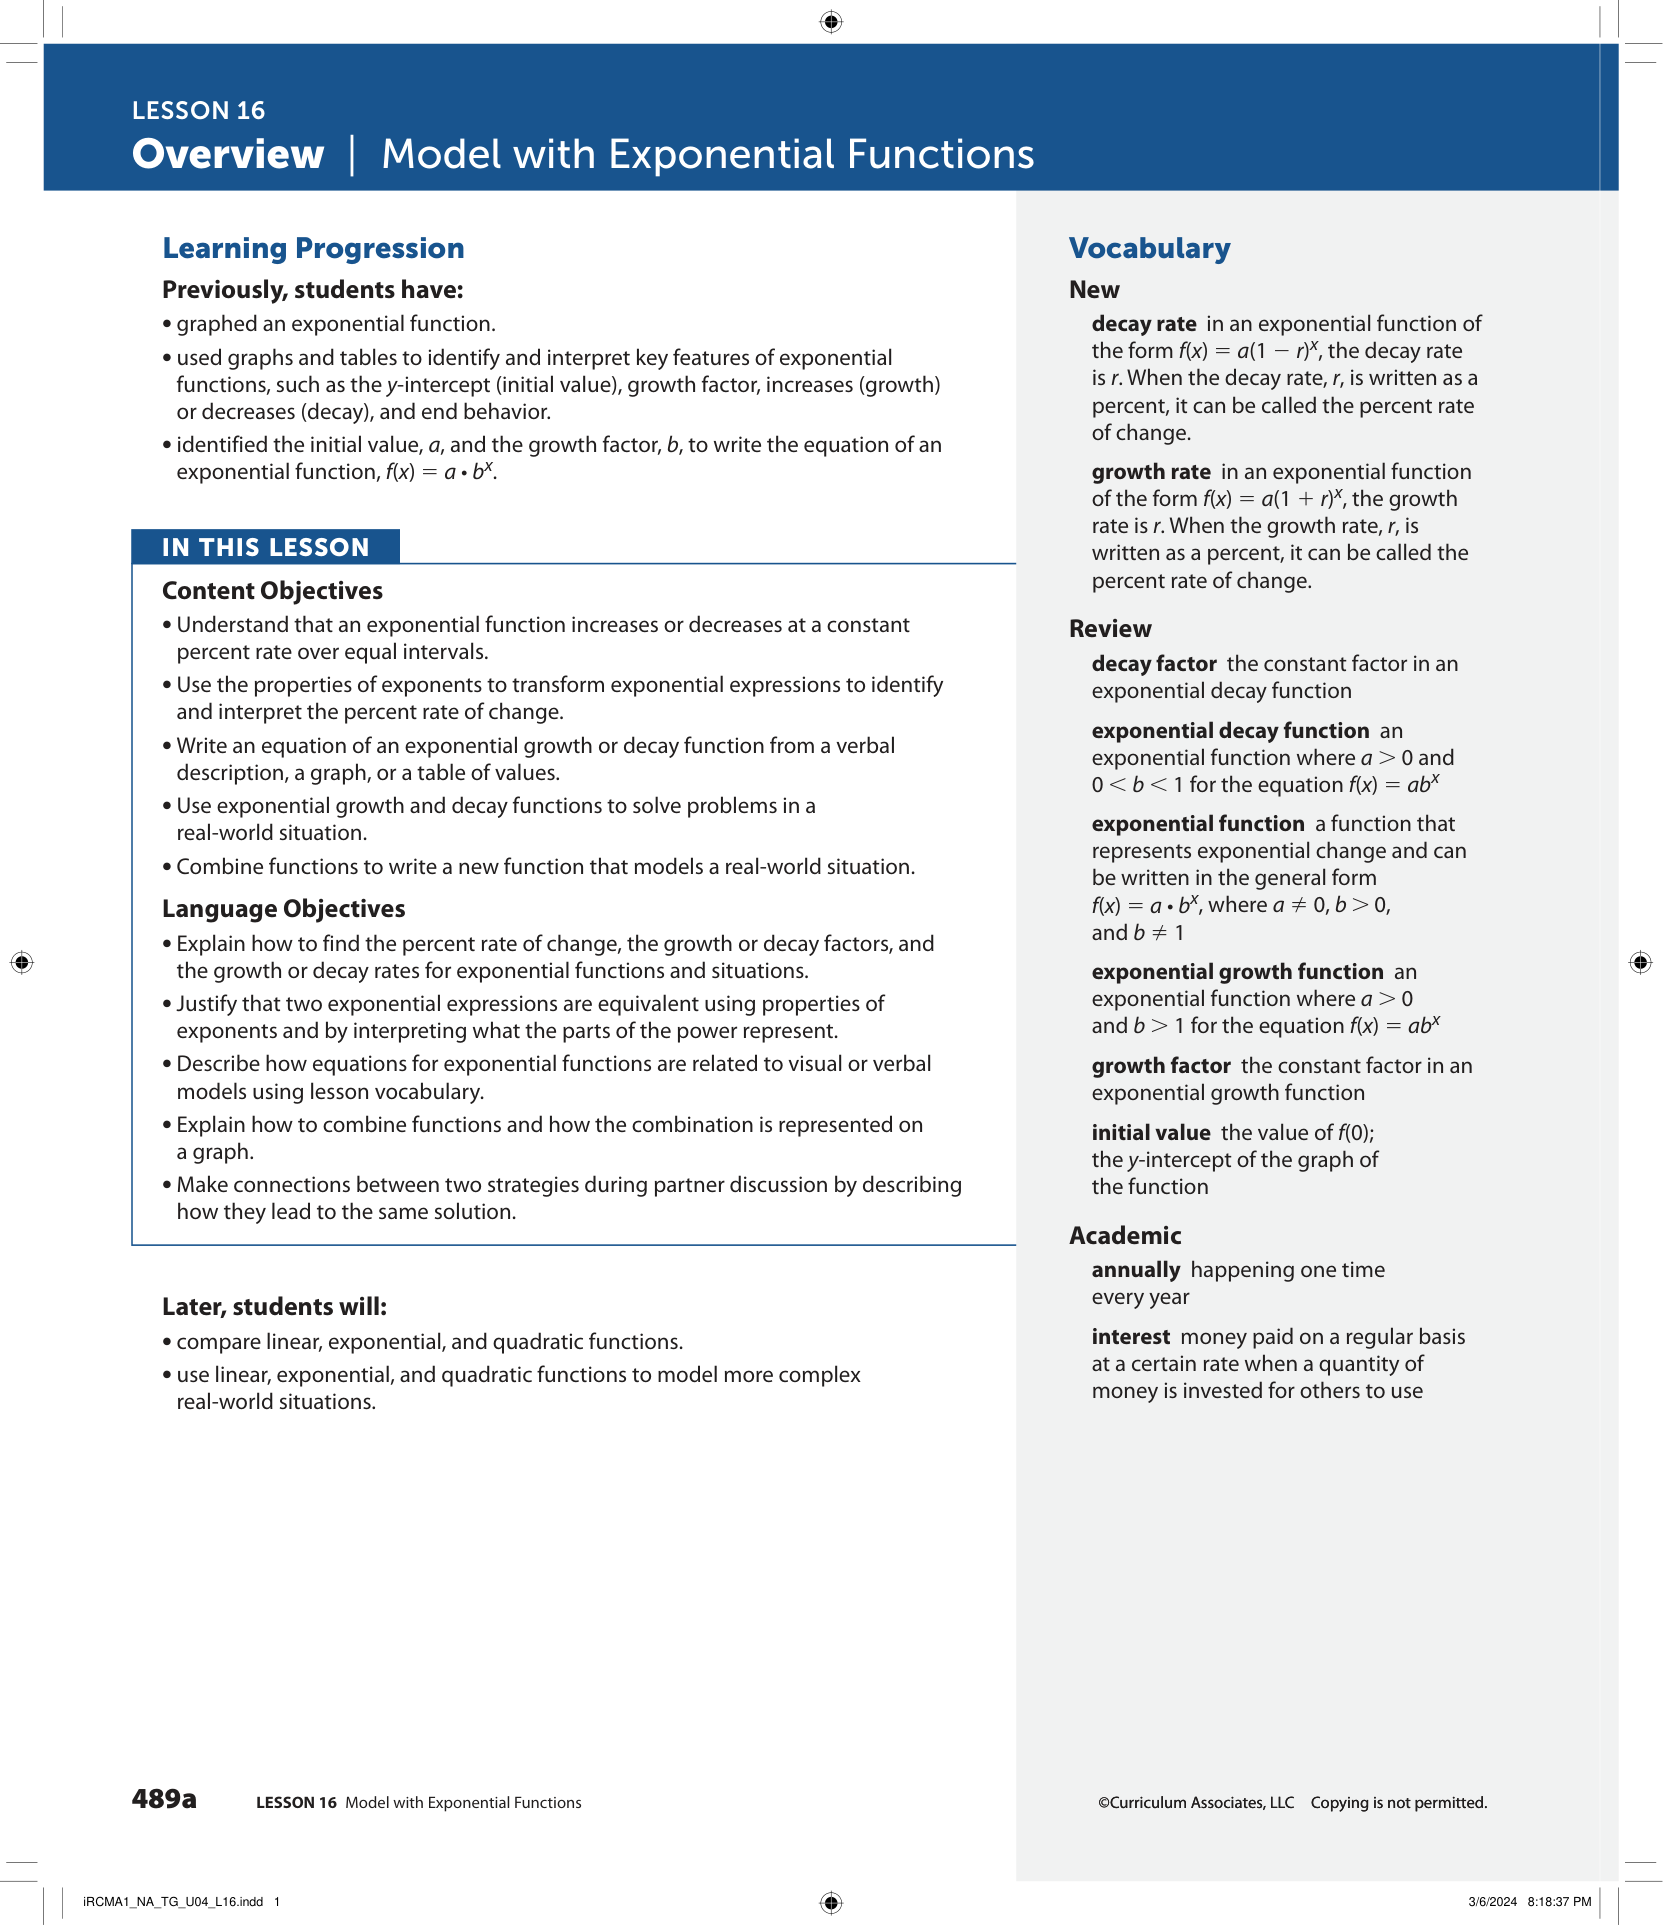 LESSON 16
Overview | Model with Exponential Functions
Learning Progression
Previously, students have:
• graphed an exponential function.
• used graphs and tables to identify and interpret key features of exponential
functions, such as the y-intercept (initial value), growth factor, increases (growth)
or decreases (decay), and end behavior.
• identified the initial value, a, and the growth factor, b, to write the equation of an
exponential function, f(x) = a • bˣ.
IN THIS LESSON
Content Objectives
• Understand that an exponential function increases or decreases at a constant
percent rate over equal intervals.
• Use the properties of exponents to transform exponential expressions to identify
and interpret the percent rate of change.
• Write an equation of an exponential growth or decay function from a verbal
description, a graph, or a table of values.
• Use exponential growth and decay functions to solve problems in a
real-world situation.
• Combine functions to write a new function that models a real-world situation.
Language Objectives
• Explain how to find the percent rate of change, the growth or decay factors, and
the growth or decay rates for exponential functions and situations.
• Justify that two exponential expressions are equivalent using properties of
exponents and by interpreting what the parts of the power represent.
• Describe how equations for exponential functions are related to visual or verbal
models using lesson vocabulary.
• Explain how to combine functions and how the combination is represented on
a graph.
• Make connections between two strategies during partner discussion by describing
how they lead to the same solution.
Later, students will:
• compare linear, exponential, and quadratic functions.
• use linear, exponential, and quadratic functions to model more complex
real-world situations.
Vocabulary
New
decay rate in an exponential function of
the form f(x) = a(1 − r)ˣ, the decay rate
is r. When the decay rate, r, is written as a
percent, it can be called the percent rate
of change.
growth rate in an exponential function
of the form f(x) = a(1 + r)ˣ, the growth
rate is r. When the growth rate, r, is
written as a percent, it can be called the
percent rate of change.
Review
decay factor the constant factor in an
exponential decay function
exponential decay function an
exponential function where a > 0 and
0 < b < 1 for the equation f(x) = abˣ
exponential function a function that
represents exponential change and can
be written in the general form
f(x) = a • bˣ, where a ≠ 0, b > 0,
and b ≠ 1
exponential growth function an
exponential function where a > 0
and b > 1 for the equation f(x) = abˣ
growth factor the constant factor in an
exponential growth function
initial value the value of f(0);
the y-intercept of the graph of
the function
Academic
annually happening one time
every year
interest money paid on a regular basis
at a certain rate when a quantity of
money is invested for others to use
489a LESSON 16 Model with Exponential Functions
©Curriculum Associates, LLC Copying is not permitted.
iRCMA1_NA_TG_U04_L16.indd 1
3/6/2024 8:18:37 PM